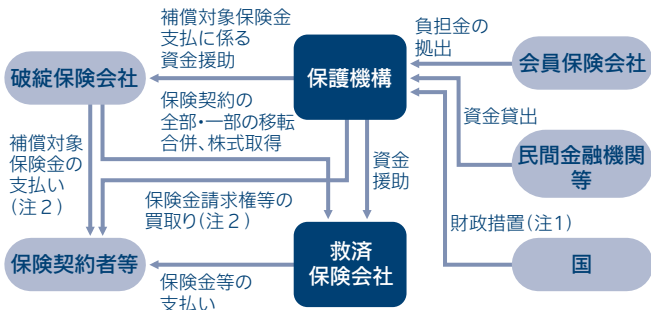 補償対象保険金
支払に係る
資金援助
負担金の
拠出
破綻保険会社
保護機構
会員保険会社
保険契約の
全部・一部の移転
合併、株式取得
資金貸出
補償対象
保険金の
支払い
(注2)
資金
援助
民間金融機関
等
保険金請求権等の
買取り(注2)
財政措置(注1)
保険契約者等
救済
保険会社
国
保険金等の
支払い